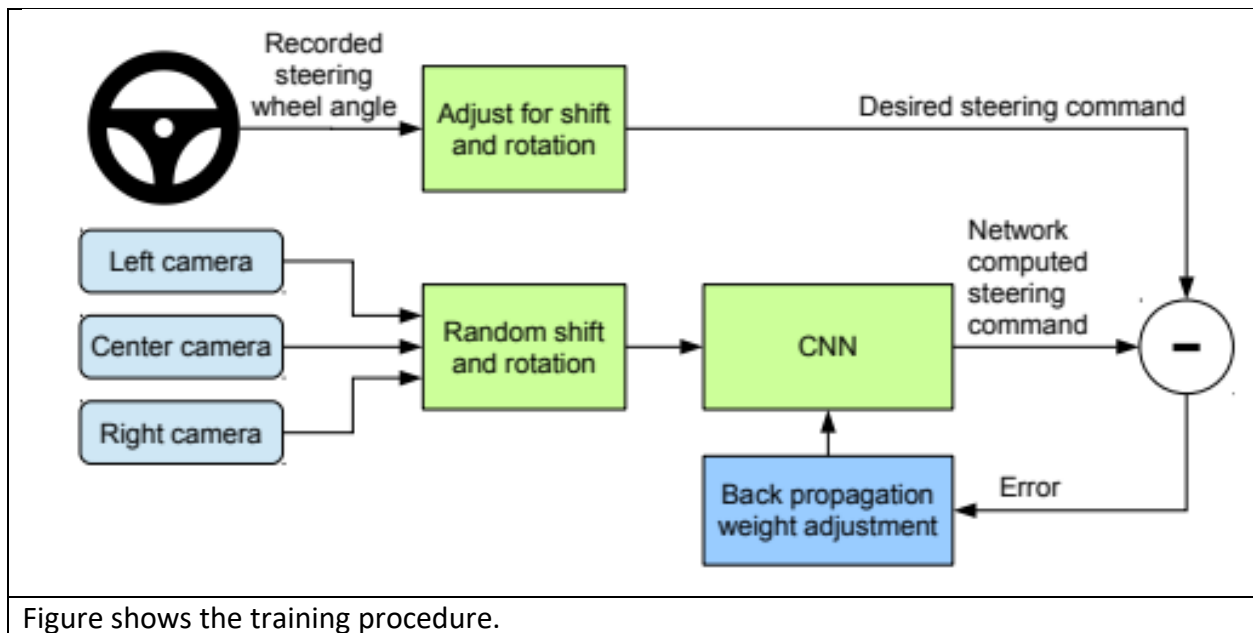 Recorded
steering
wheel angle
Adjust for shift
and rotation
Desired steering command
Left camera
Center camera
Right camera
Random shift
and rotation
CNN
Network
computed
steering
command
-
Back propagation
weight adjustment
Error
Figure shows the training procedure.